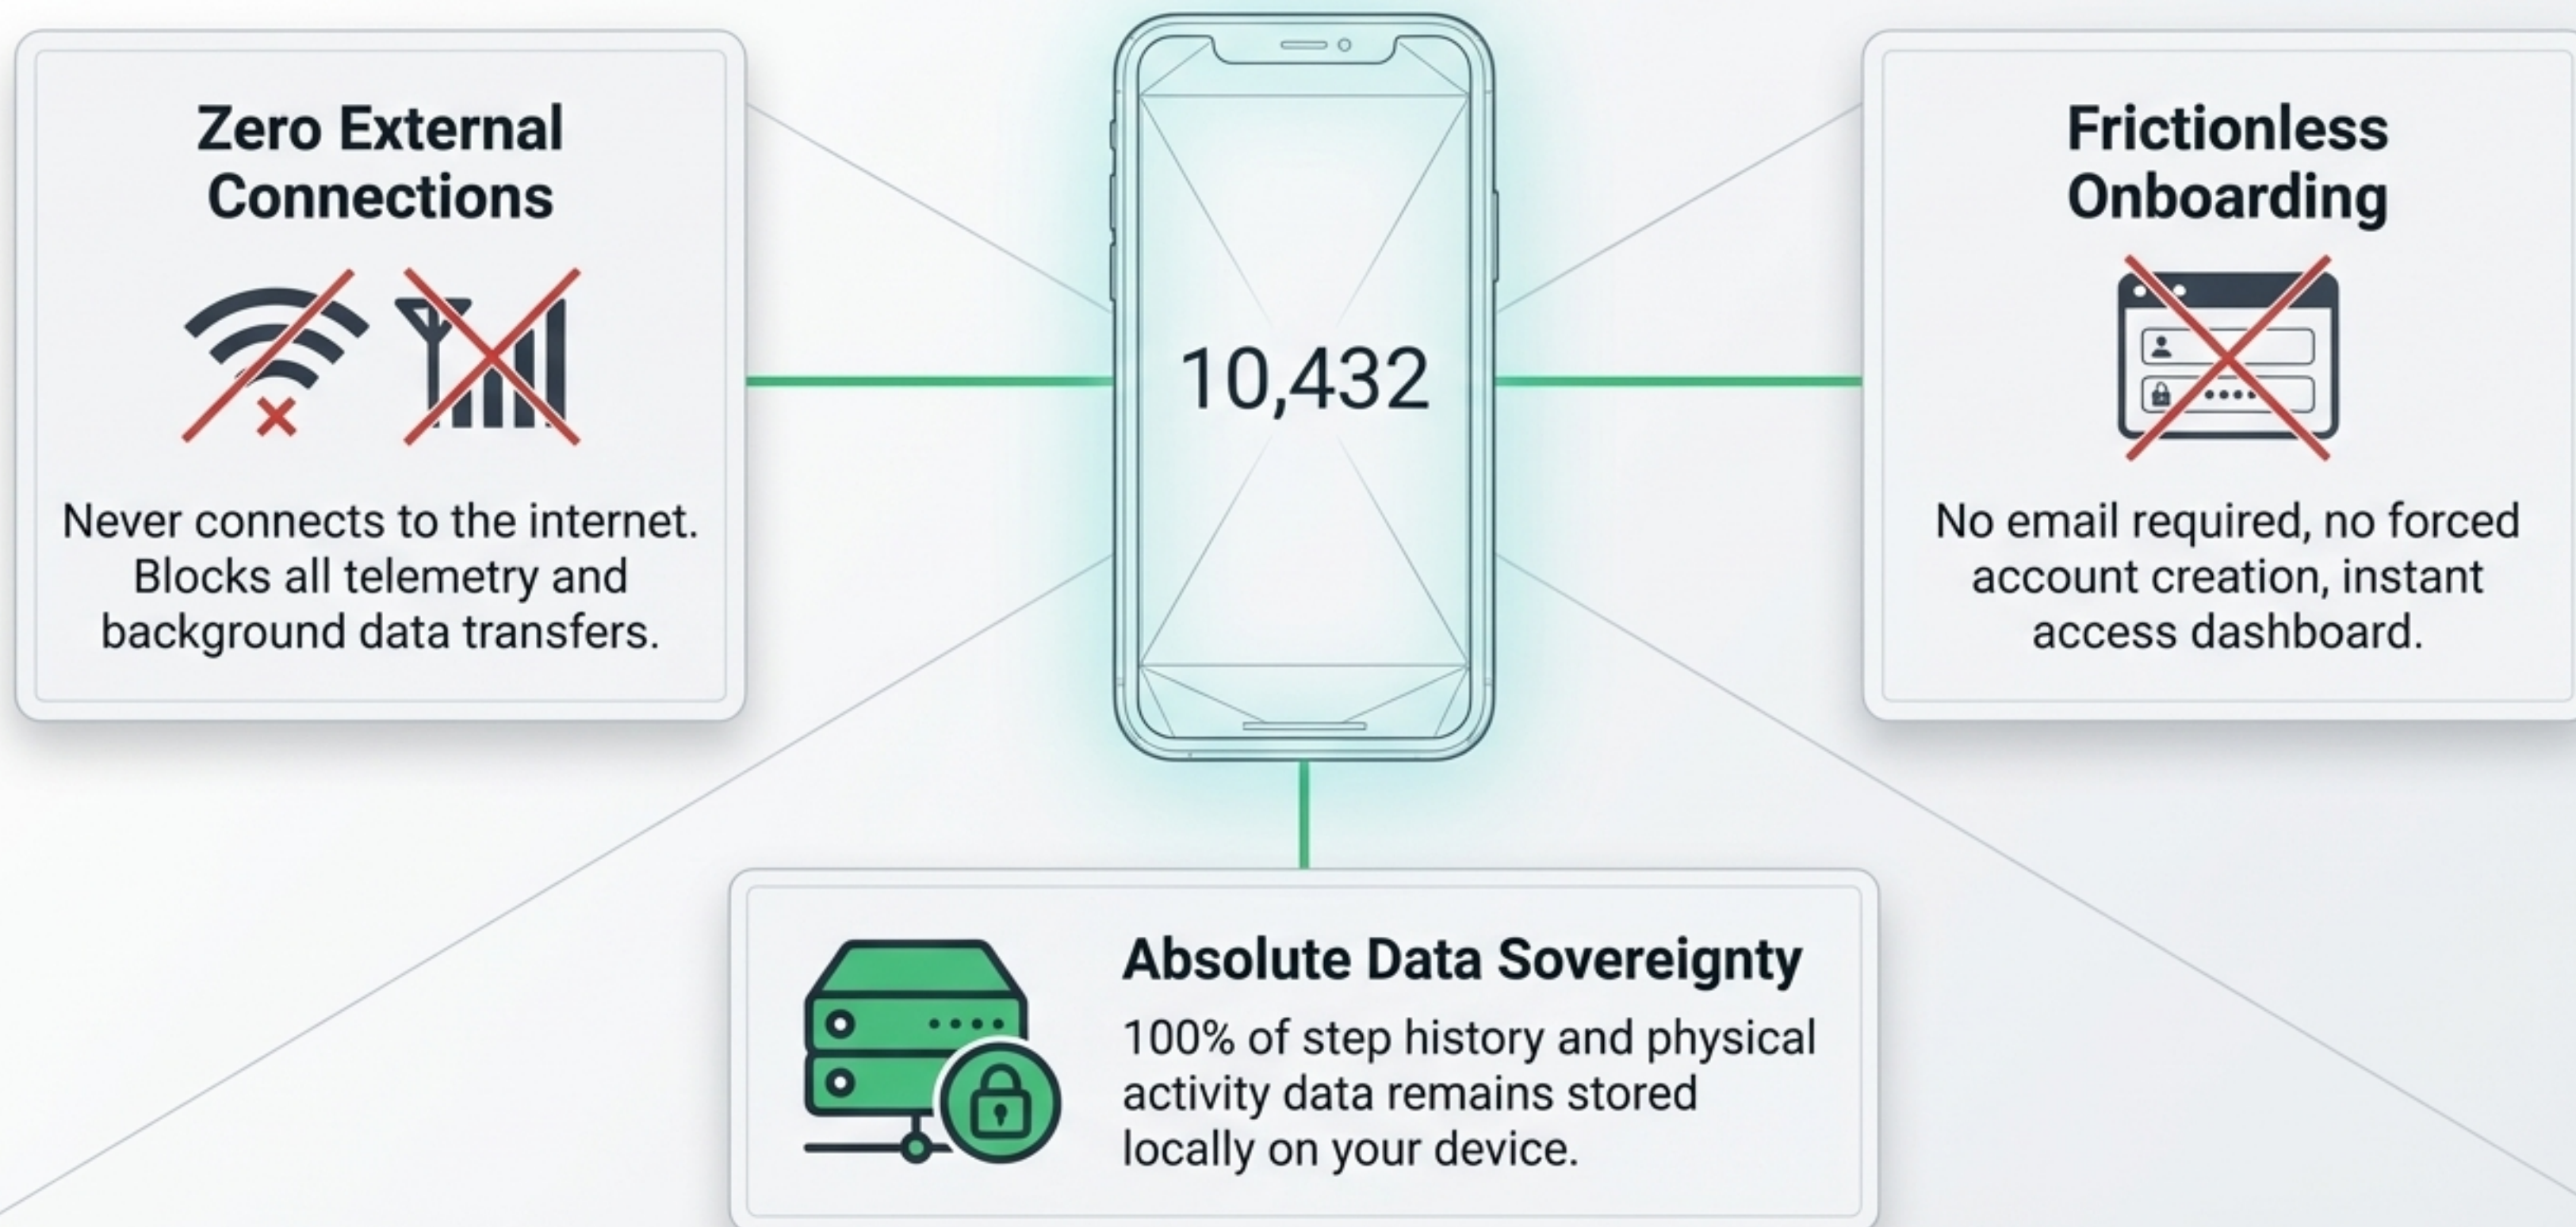 Zero External
Connections
Never connects to the internet.
Blocks all telemetry and
background data transfers.
10,432
Frictionless
Onboarding
No email required, no forced
account creation, instant
access dashboard.
Absolute Data Sovereignty
100% of step history and physical
activity data remains stored
locally on your device.